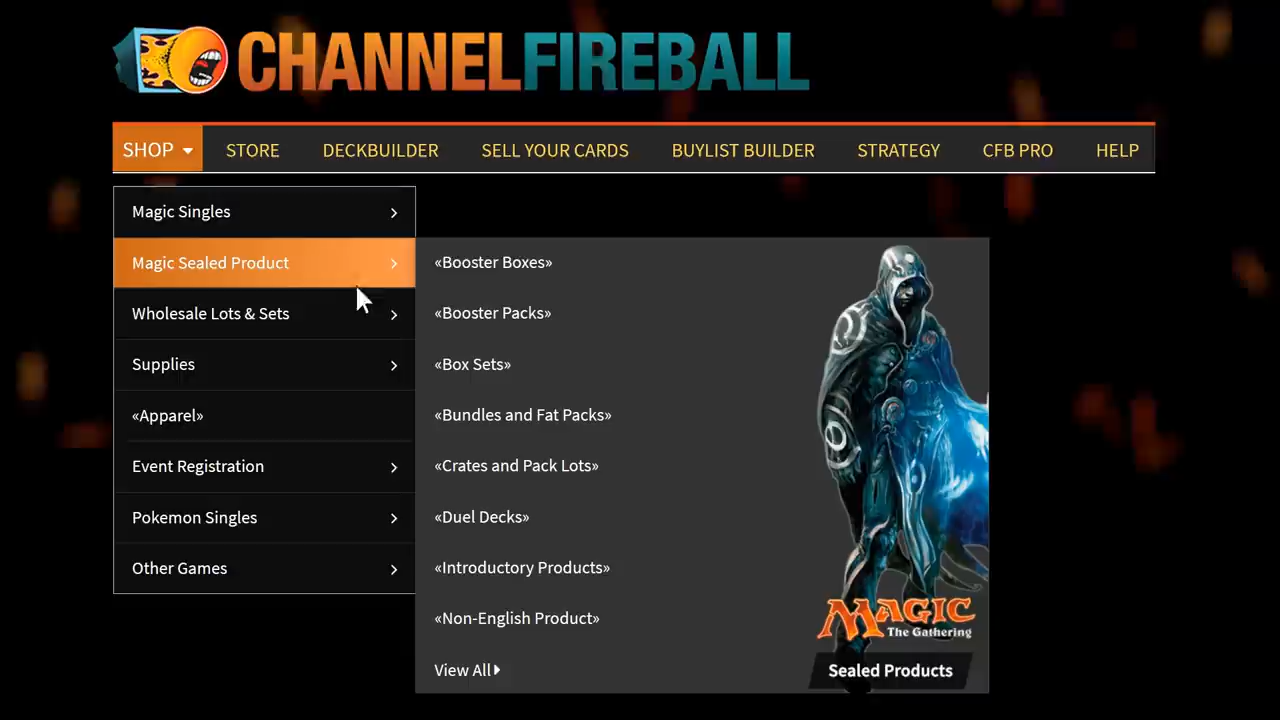 CHANNELFIREBALL
SHOP STORE DECKBUILDER SELL YOUR CARDS BUYLIST BUILDER STRATEGY CFB PRO HELP
Magic Singles
Magic Sealed Product
Wholesale Lots & Sets
Supplies
«Apparel»
Event Registration
Pokemon Singles
Other Games
«Booster Boxes»
«Booster Packs»
«Box Sets»
«Bundles and Fat Packs»
«Crates and Pack Lots»
«Duel Decks»
«Introductory Products»
«Non-English Product»
View All
MAGIC
The Gathering
Sealed Products